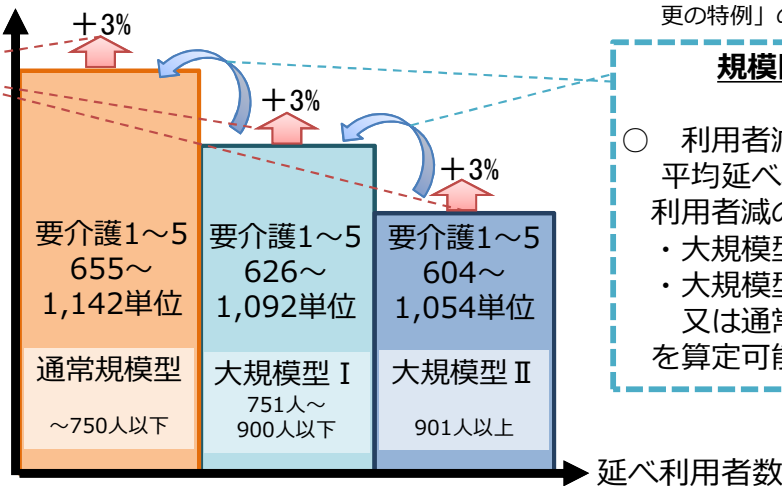 更の特例」の
＋3%
規模
＋3%
○　利用者減
平均延べ
利用者減の
＋3%
・大規模型
・大規模型
又は通常
を算定可能
要介護1～5
655～
1,142単位
要介護1～5
626～
1,092単位
要介護1～5
604～
1,054単位
通常規模型
～750人以下
大規模型Ⅰ
751人～
900人以下
大規模型Ⅱ
901人以上
延べ利用者数